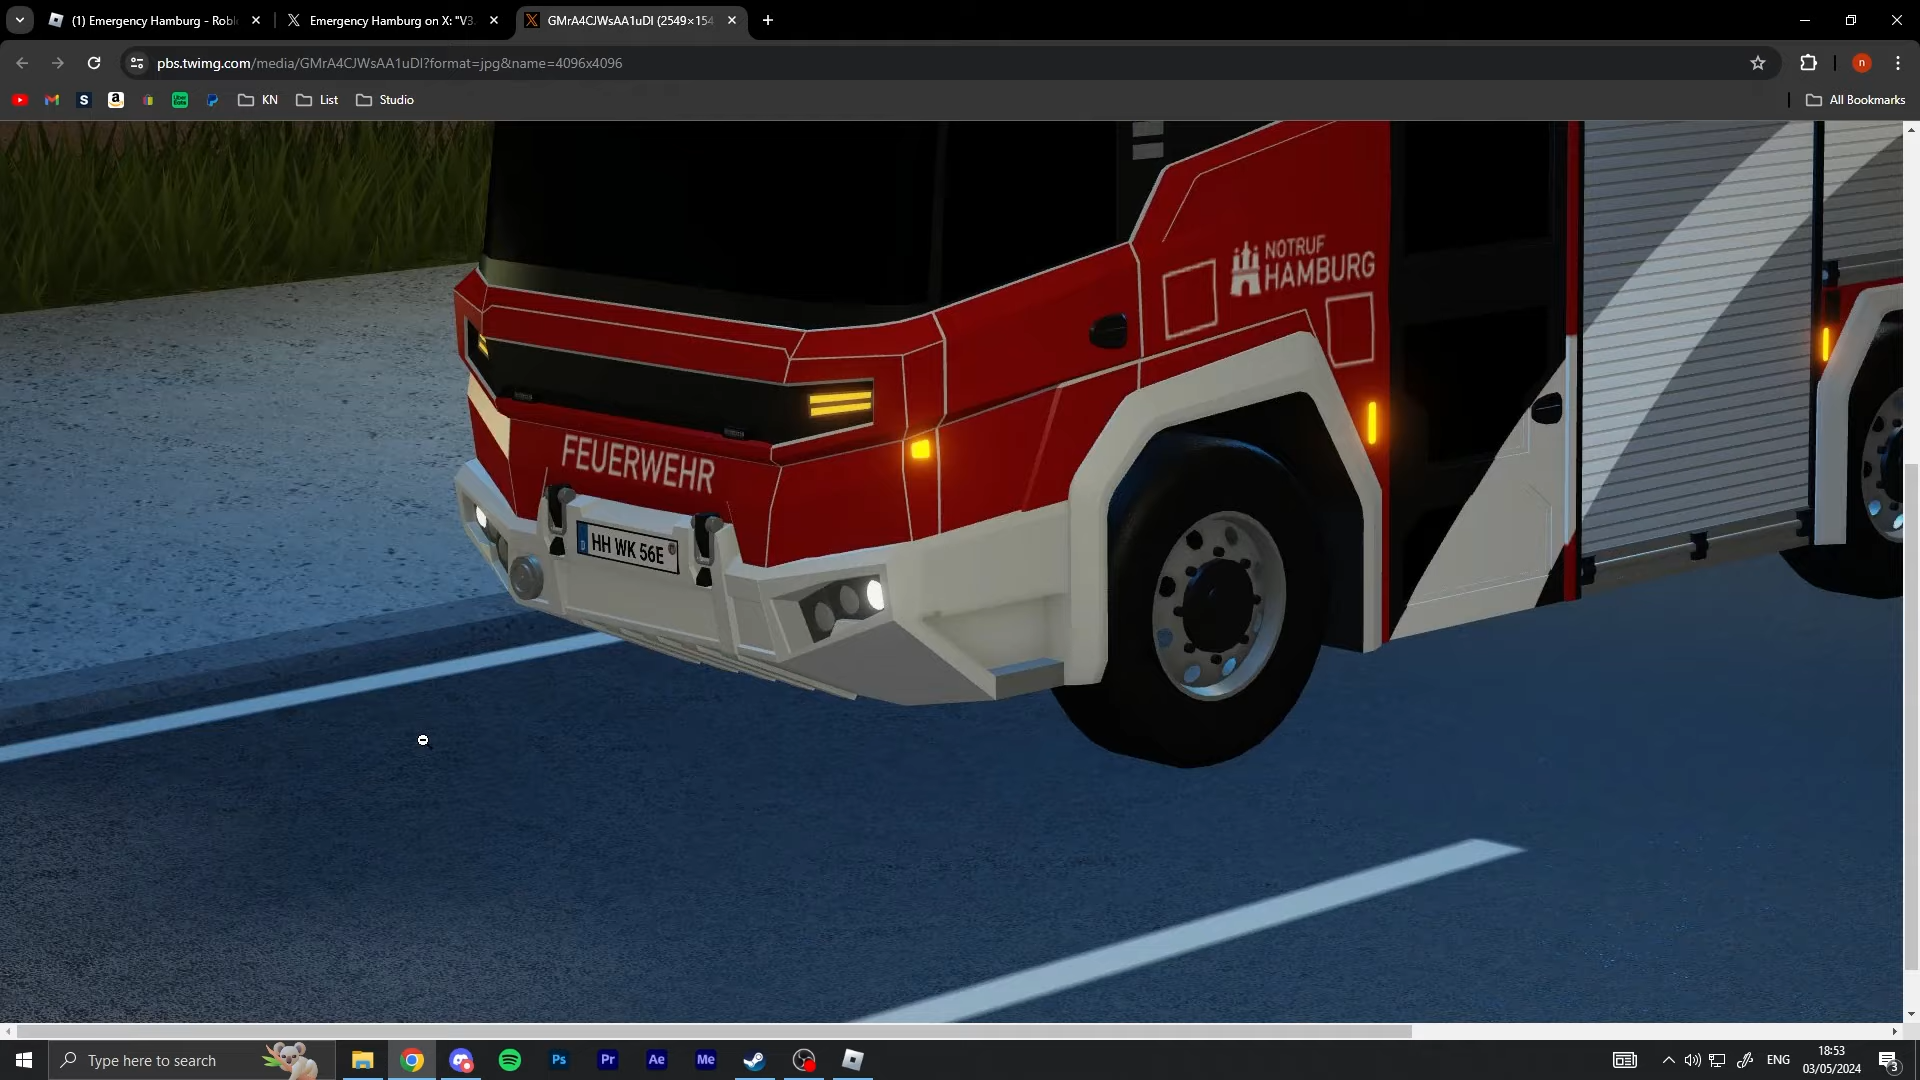 (1) Emergency Hamburg - Robl
Emergency Hamburg on X: "V3.
GMrA4CJWsAA1uDI (2549×154
pbs.twimg.com/media/GMrA4CJWsAA1uDI?format=jpg&name=4096x4096
KN
List
Studio
All Bookmarks
NOTRUF
HAMBURG
FEUERWEHR
HH WK 56E
Type here to search
Ps
Pr
Ae
Me
ENG
18:53
03/05/2024
3